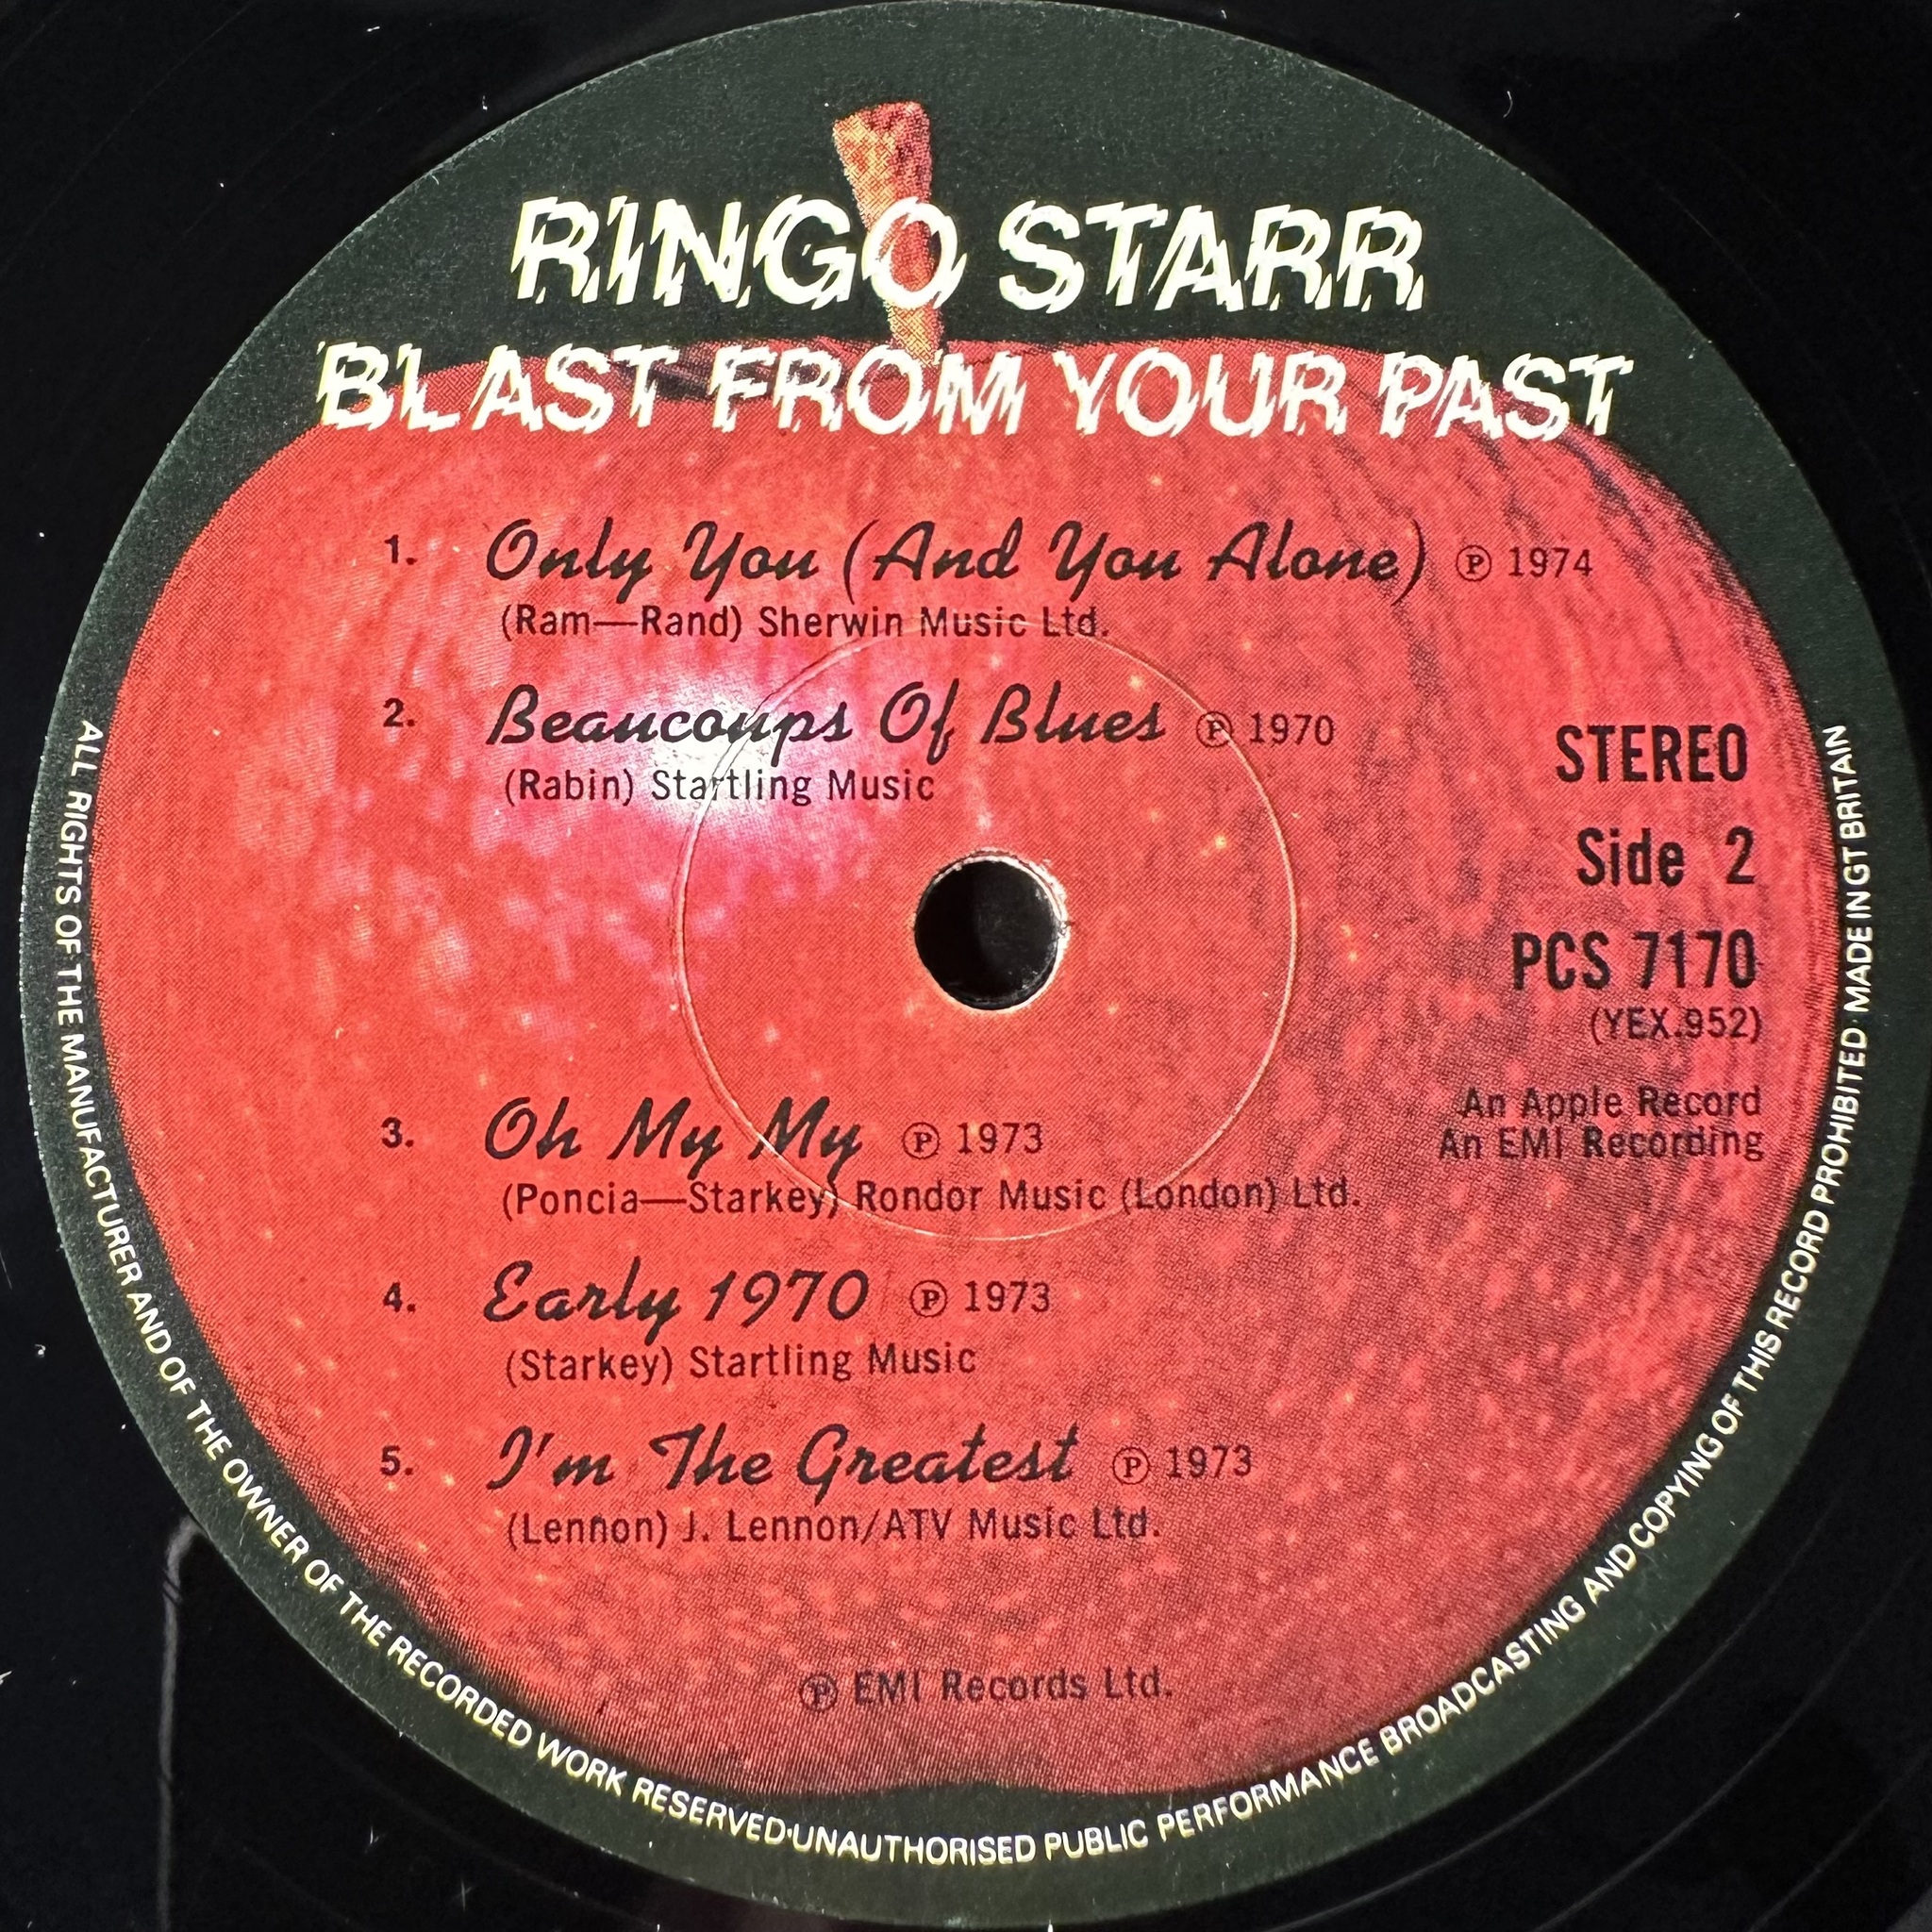 RINGO STARR
BLAST FROM YOUR PAST
1. Only You (And You Alone) ℗ 1974
(Ram—Rand) Sherwin Music Ltd.
2. Beaucoups Of Blues ℗ 1970
(Rabin) Startling Music
STEREO
Side 2
PCS 7170
(YEX.952)
An Apple Record
An EMI Recording
3. Oh My My ℗ 1973
(Poncia—Starkey) Rondor Music (London) Ltd.
4. Early 1970 ℗ 1973
(Starkey) Startling Music
5. I'm The Greatest ℗ 1973
(Lennon) J. Lennon/ATV Music Ltd.
℗ EMI Records Ltd.
ALL RIGHTS OF THE MANUFACTURER AND OF THE OWNER OF THE RECORDED WORK RESERVED·UNAUTHORISED PUBLIC PERFORMANCE BROADCASTING AND COPYING OF THIS RECORD PROHIBITED MADE IN GT BRITAIN